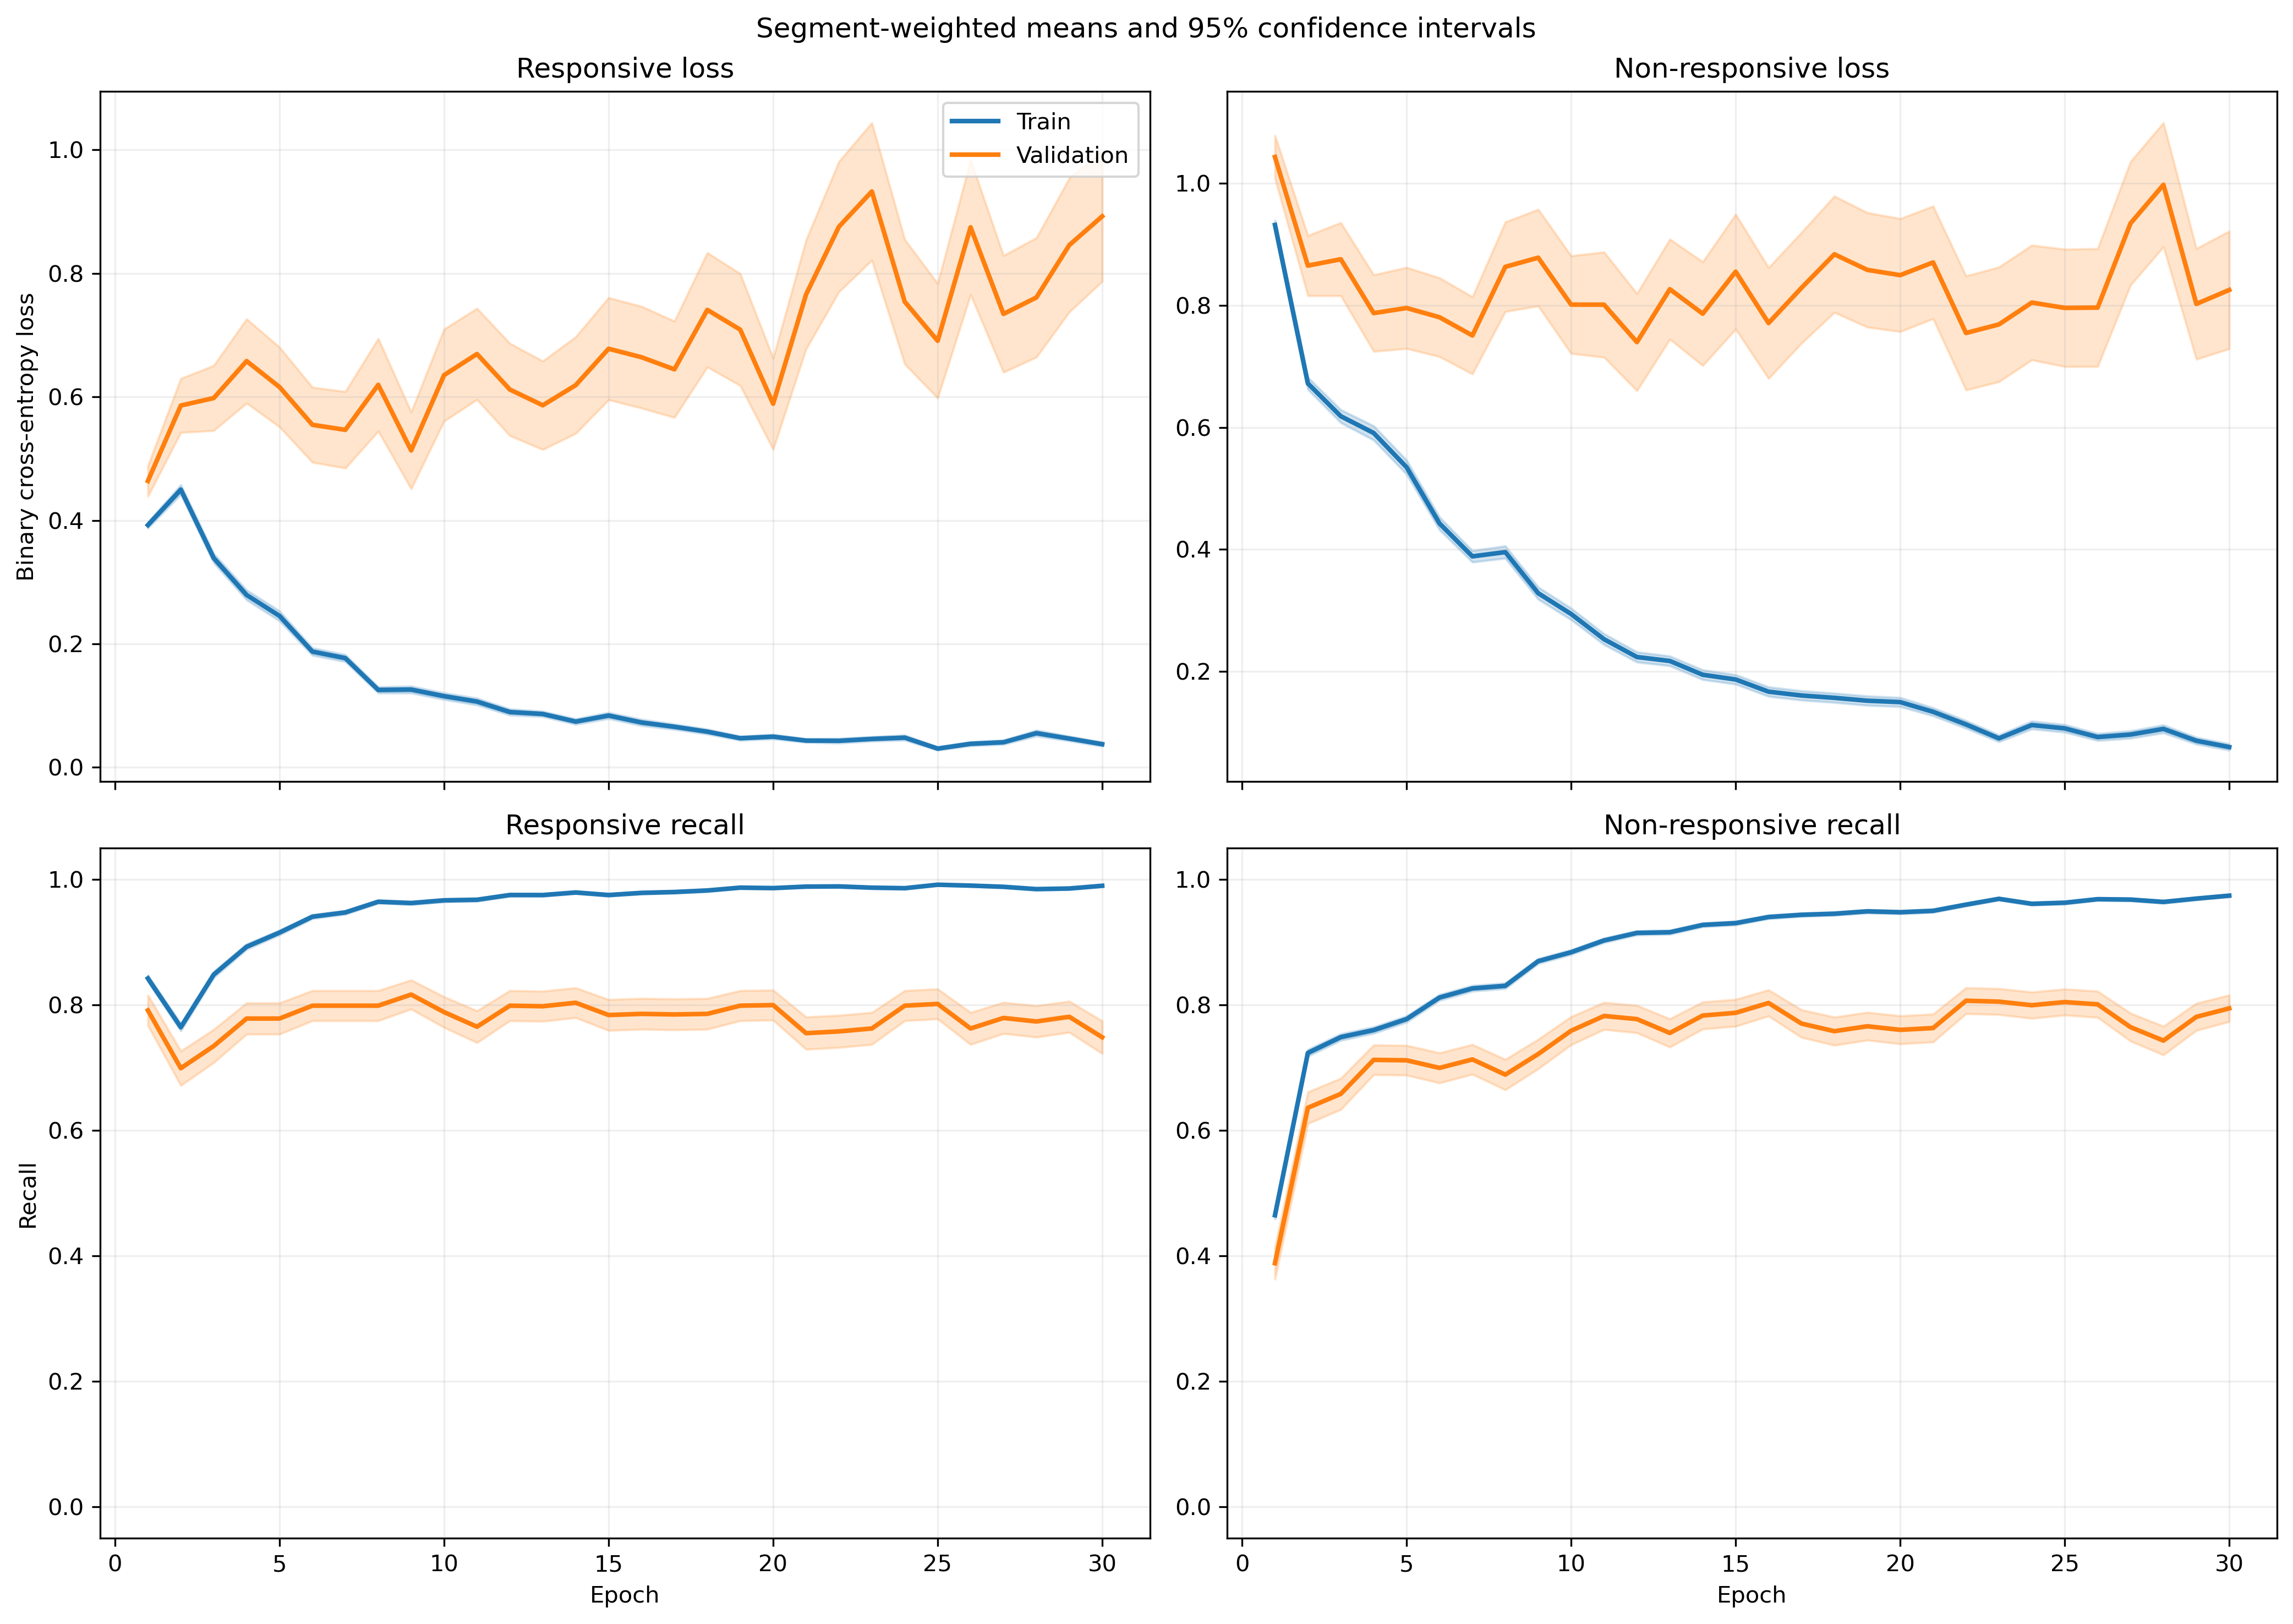 Segment-weighted means and 95% confidence intervals
Responsive loss
Non-responsive loss
Binary cross-entropy loss
1.0
0.8
0.6
0.4
0.2
0.0
Train
Validation
1.0
0.8
0.6
0.4
0.2
Responsive recall
Non-responsive recall
Recall
1.0
0.8
0.6
0.4
0.2
0.0
0 5 10 15 20 25 30
Epoch
1.0
0.8
0.6
0.4
0.2
0.0
0 5 10 15 20 25 30
Epoch